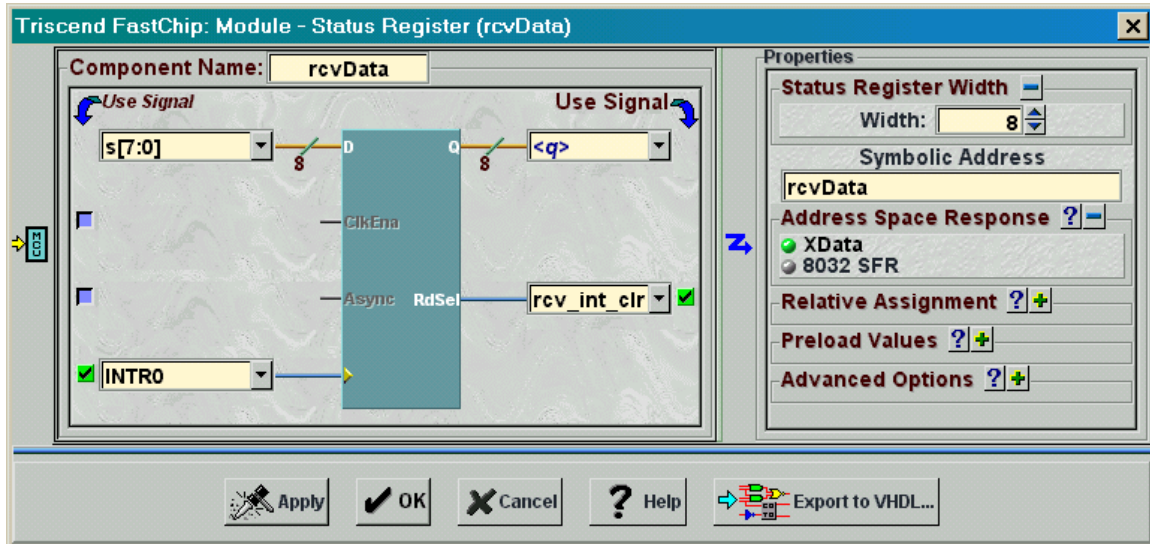 Triscend FastChip: Module - Status Register (rcvData)
Component Name: rcvData
Use Signal
Use Signal
s[7:0]
8
D
Q
8
<q>
ClkEna
Async
RdSel
rcv_int_clr
INTR0
MCU
Properties
Status Register Width
Width: 8
Symbolic Address
rcvData
Address Space Response ?
XData
8032 SFR
Relative Assignment ?
Preload Values ?
Advanced Options ?
Apply
OK
Cancel
? Help
Export to VHDL...